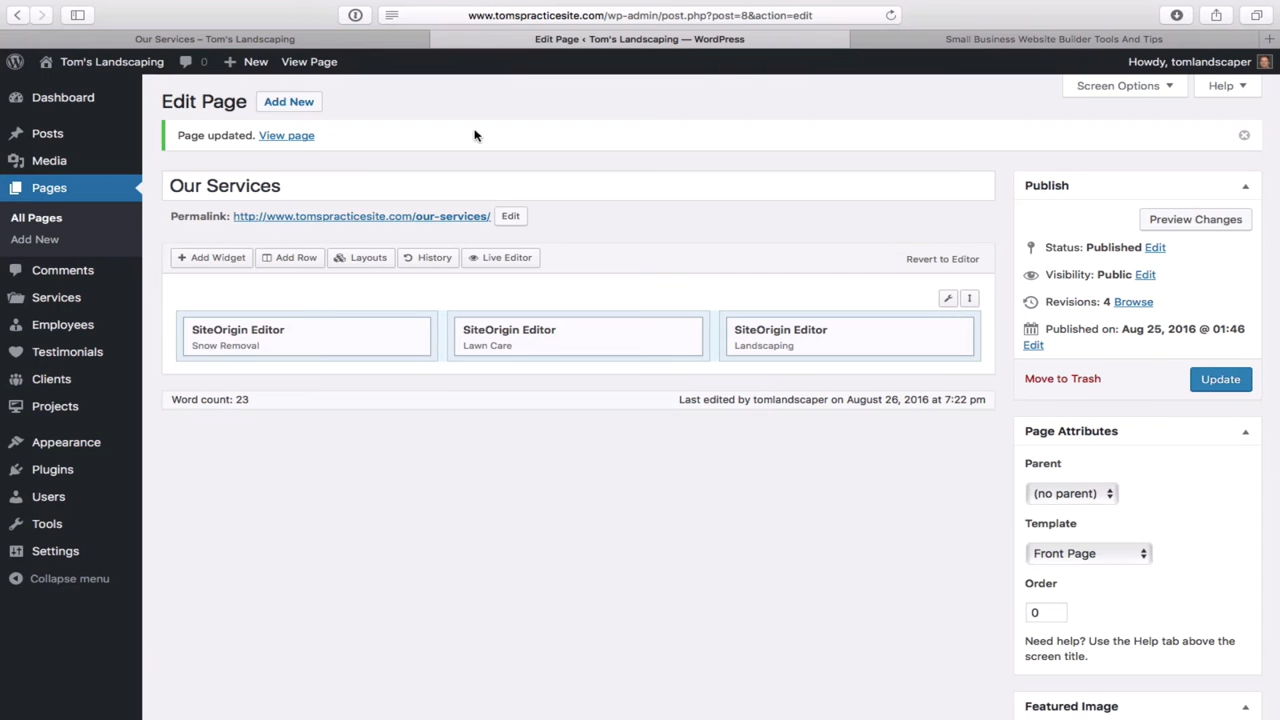 www.tomspracticesite.com/wp-admin/post.php?post=8&action=edit
Our Services – Tom's Landscaping
Edit Page ‹ Tom's Landscaping — WordPress
Small Business Website Builder Tools And Tips
Tom's Landscaping
0
New
View Page
Howdy, tomlandscaper
Dashboard
Posts
Media
Pages
All Pages
Add New
Comments
Services
Employees
Testimonials
Clients
Projects
Appearance
Plugins
Users
Tools
Settings
Collapse menu
Screen Options
Help
Edit Page
Add New
Page updated. View page
Our Services
Permalink: http://www.tomspracticesite.com/our-services/ Edit
Add Widget
Add Row
Layouts
History
Live Editor
Revert to Editor
SiteOrigin Editor
Snow Removal
SiteOrigin Editor
Lawn Care
SiteOrigin Editor
Landscaping
Word count: 23
Last edited by tomlandscaper on August 26, 2016 at 7:22 pm
Publish
Preview Changes
Status: Published Edit
Visibility: Public Edit
Revisions: 4 Browse
Published on: Aug 25, 2016 @ 01:46
Edit
Move to Trash
Update
Page Attributes
Parent
(no parent)
Template
Front Page
Order
0
Need help? Use the Help tab above the
screen title.
Featured Image